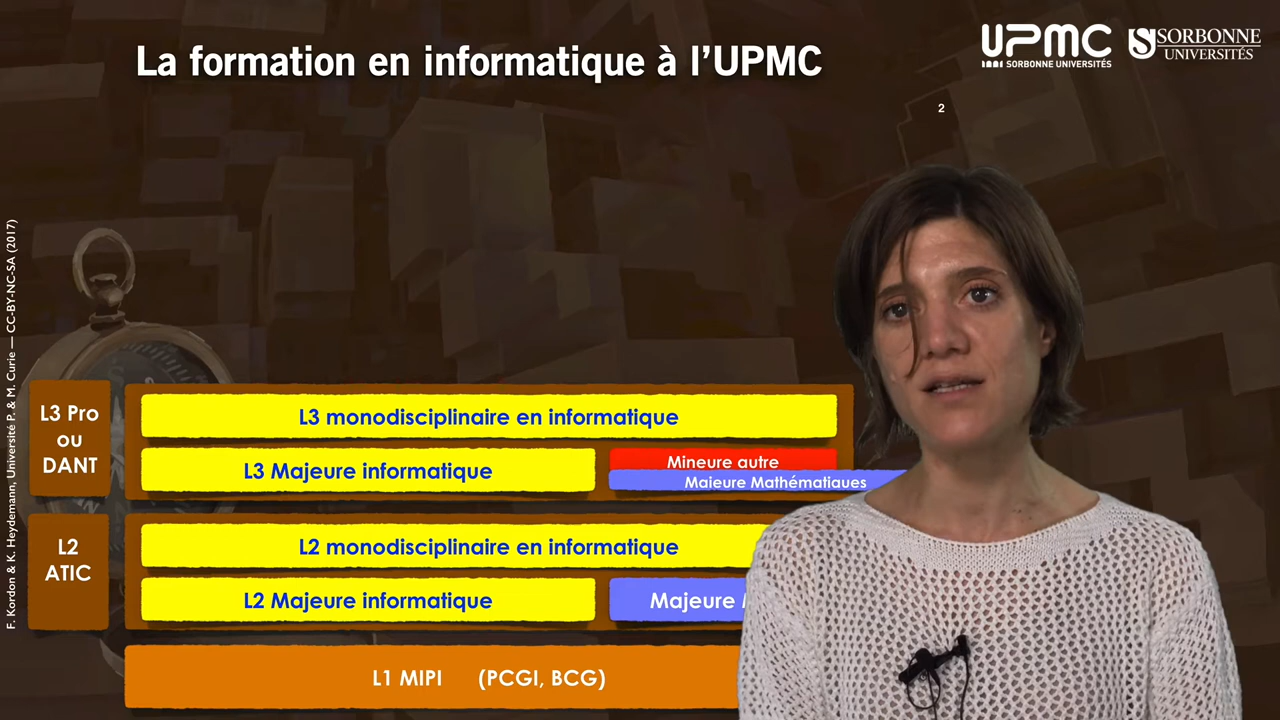 La formation en informatique à l'UPMC
UPMC
SORBONNE UNIVERSITÉS
SORBONNE
UNIVERSITÉS
2
F. Kordon & K. Heydemann, Université P. & M. Curie — CC-BY-NC-SA (2017)
L3 Pro
ou
DANT
L3 monodisciplinaire en informatique
L3 Majeure informatique
Mineure autre
Majeure Mathématiques
L2
ATIC
L2 monodisciplinaire en informatique
L2 Majeure informatique
Majeure
L1 MIPI (PCGI, BCG)